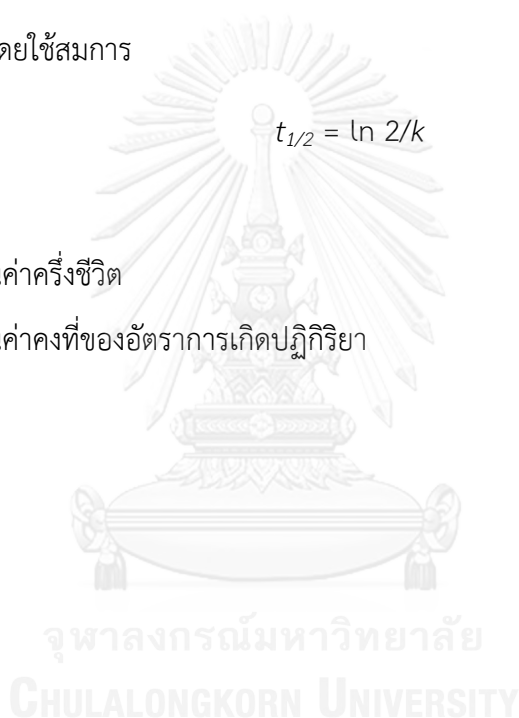 ดยใช้สมการ
t1/2 = ln 2/k
ค่าครึ่งชีวิต
ค่าคงที่ของอัตราการเกิดปฏิกิริยา
จุฬาลงกรณ์มหาวิทยาลัย
CHULALONGKORN UNIVERSITY